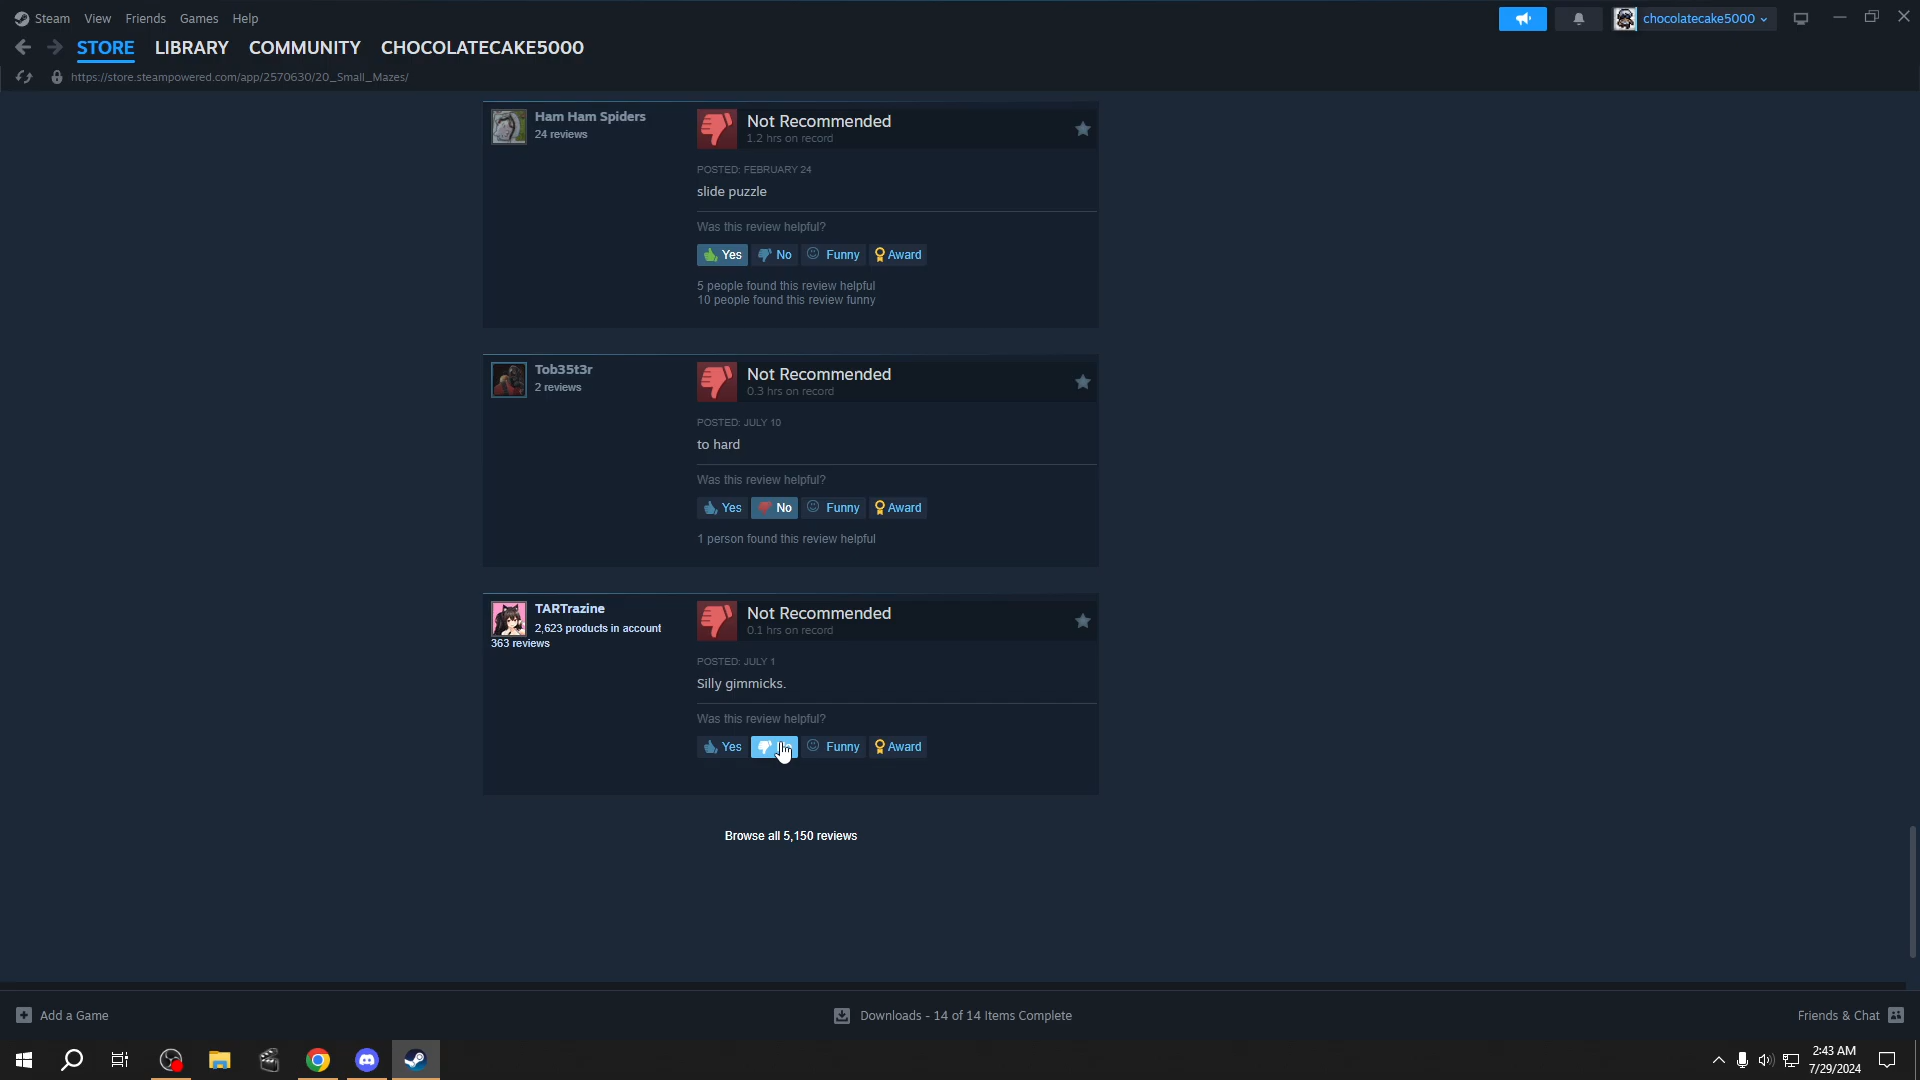 Steam View Friends Games Help
chocolatecake5000
STORE LIBRARY COMMUNITY CHOCOLATECAKE5000
https://store.steampowered.com/app/2570630/20_Small_Mazes/
Ham Ham Spiders
24 reviews
Not Recommended
1.2 hrs on record
POSTED: FEBRUARY 24
slide puzzle
Was this review helpful?
Yes No Funny Award
5 people found this review helpful
10 people found this review funny
Tob35t3r
2 reviews
Not Recommended
0.3 hrs on record
POSTED: JULY 10
to hard
Was this review helpful?
Yes No Funny Award
1 person found this review helpful
TARTrazine
2,623 products in account
363 reviews
Not Recommended
0.1 hrs on record
POSTED: JULY 1
Silly gimmicks.
Was this review helpful?
Yes Funny Award
Browse all 5,150 reviews
Add a Game
Downloads - 14 of 14 Items Complete
Friends & Chat
2:43 AM
7/29/2024